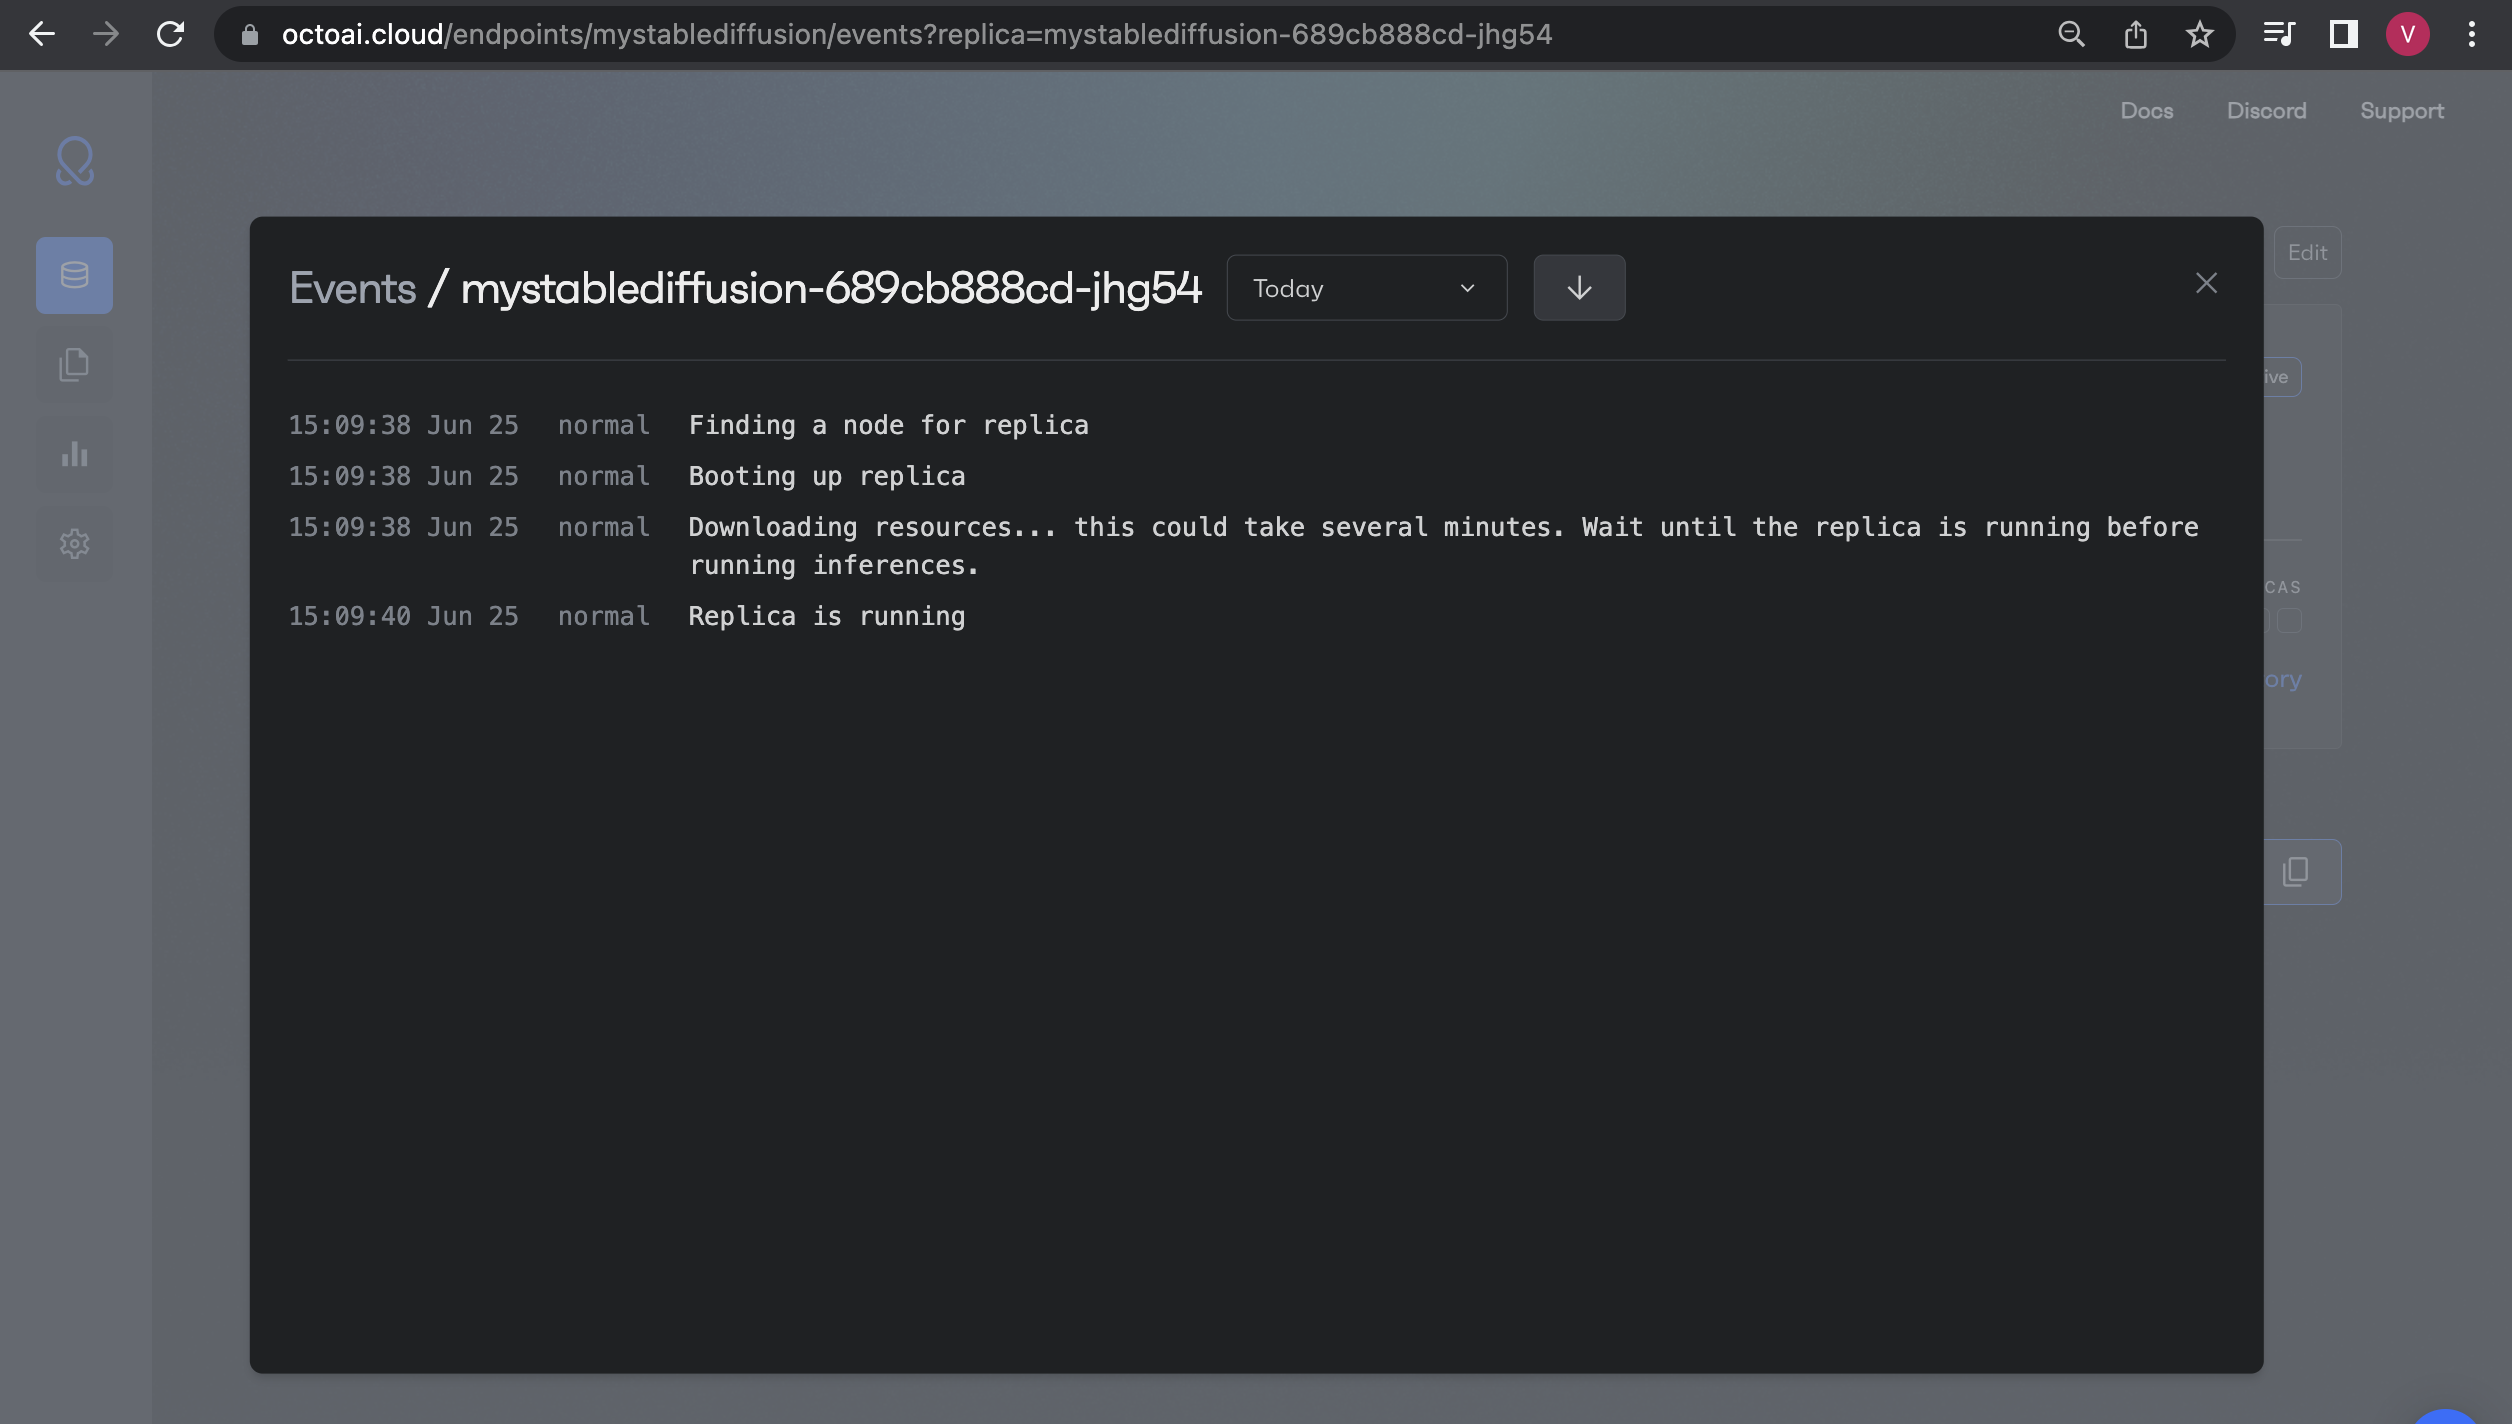 octoai.cloud/endpoints/mystablediffusion/events?replica=mystablediffusion-689cb888cd-jhg54
V
Docs Discord Support
Edit
Events / mystablediffusion-689cb888cd-jhg54 Today
ive
15:09:38 Jun 25 normal Finding a node for replica
15:09:38 Jun 25 normal Booting up replica
15:09:38 Jun 25 normal Downloading resources... this could take several minutes. Wait until the replica is running before
running inferences.
CAS
15:09:40 Jun 25 normal Replica is running
ory